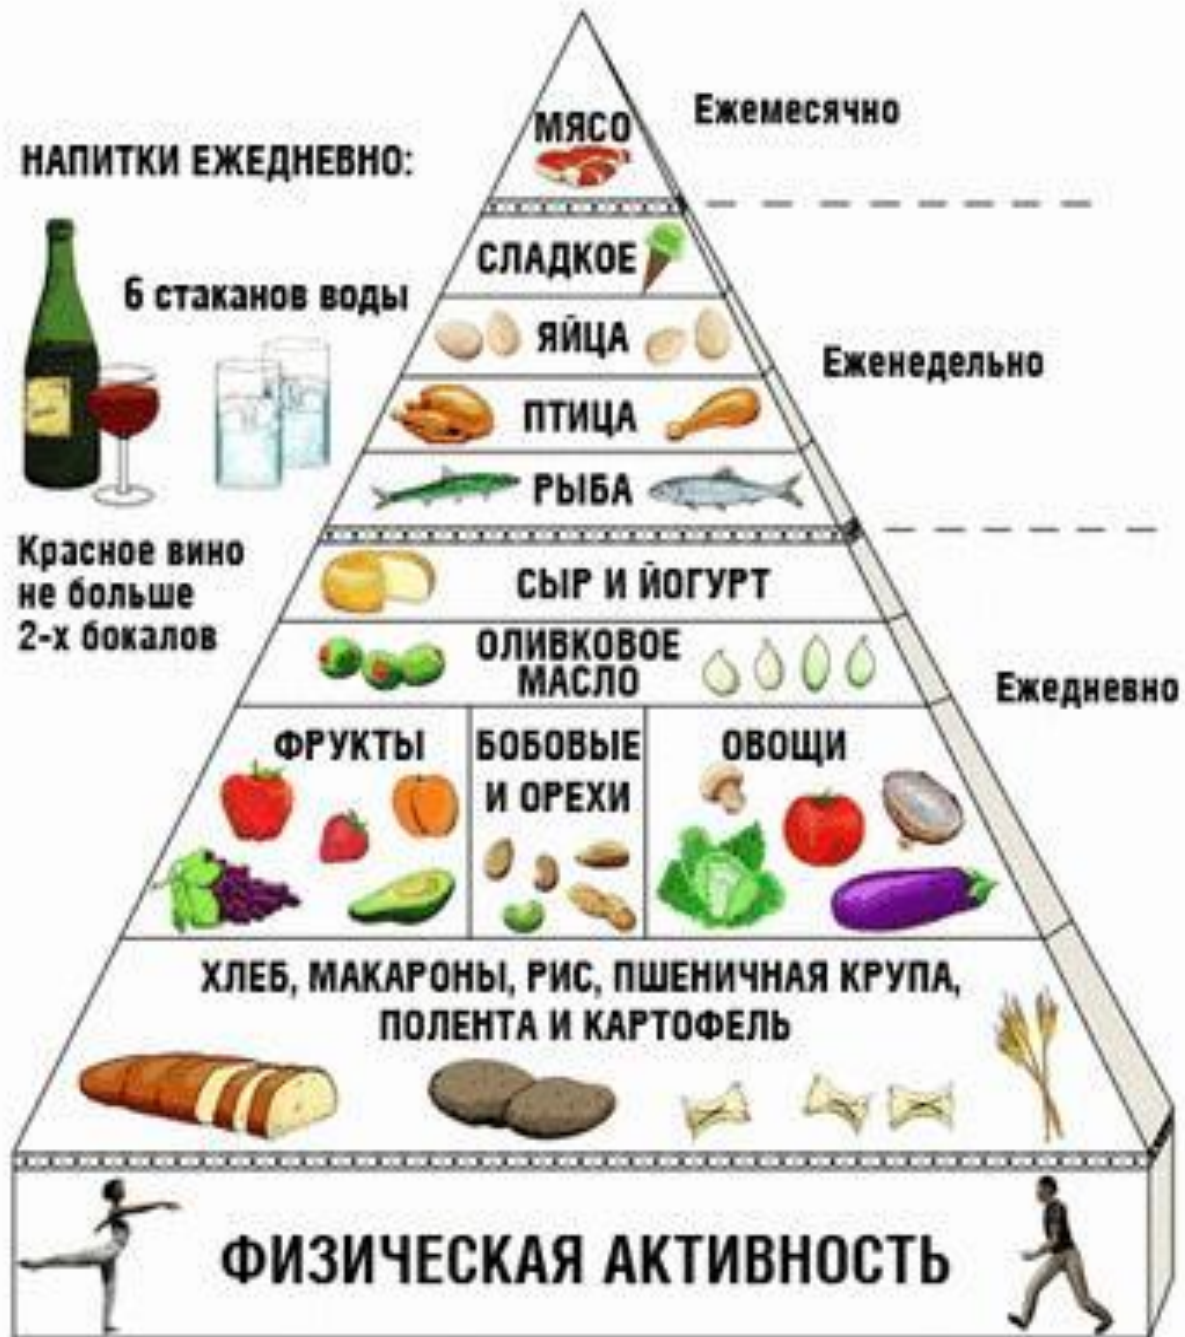 МЯСО
Ежемесячно
НАПИТКИ ЕЖЕДНЕВНО:
СЛАДКОЕ
6 стаканов воды
ЯЙЦА
Еженедельно
ПТИЦА
РЫБА
Красное вино
не больше
2-х бокалов
СЫР И ЙОГУРТ
ОЛИВКОВОЕ
МАСЛО
Ежедневно
ФРУКТЫ
БОБОВЫЕ
И ОРЕХИ
ОВОЩИ
ХЛЕБ, МАКАРОНЫ, РИС, ПШЕНИЧНАЯ КРУПА,
ПОЛЕНТА И КАРТОФЕЛЬ
ФИЗИЧЕСКАЯ АКТИВНОСТЬ